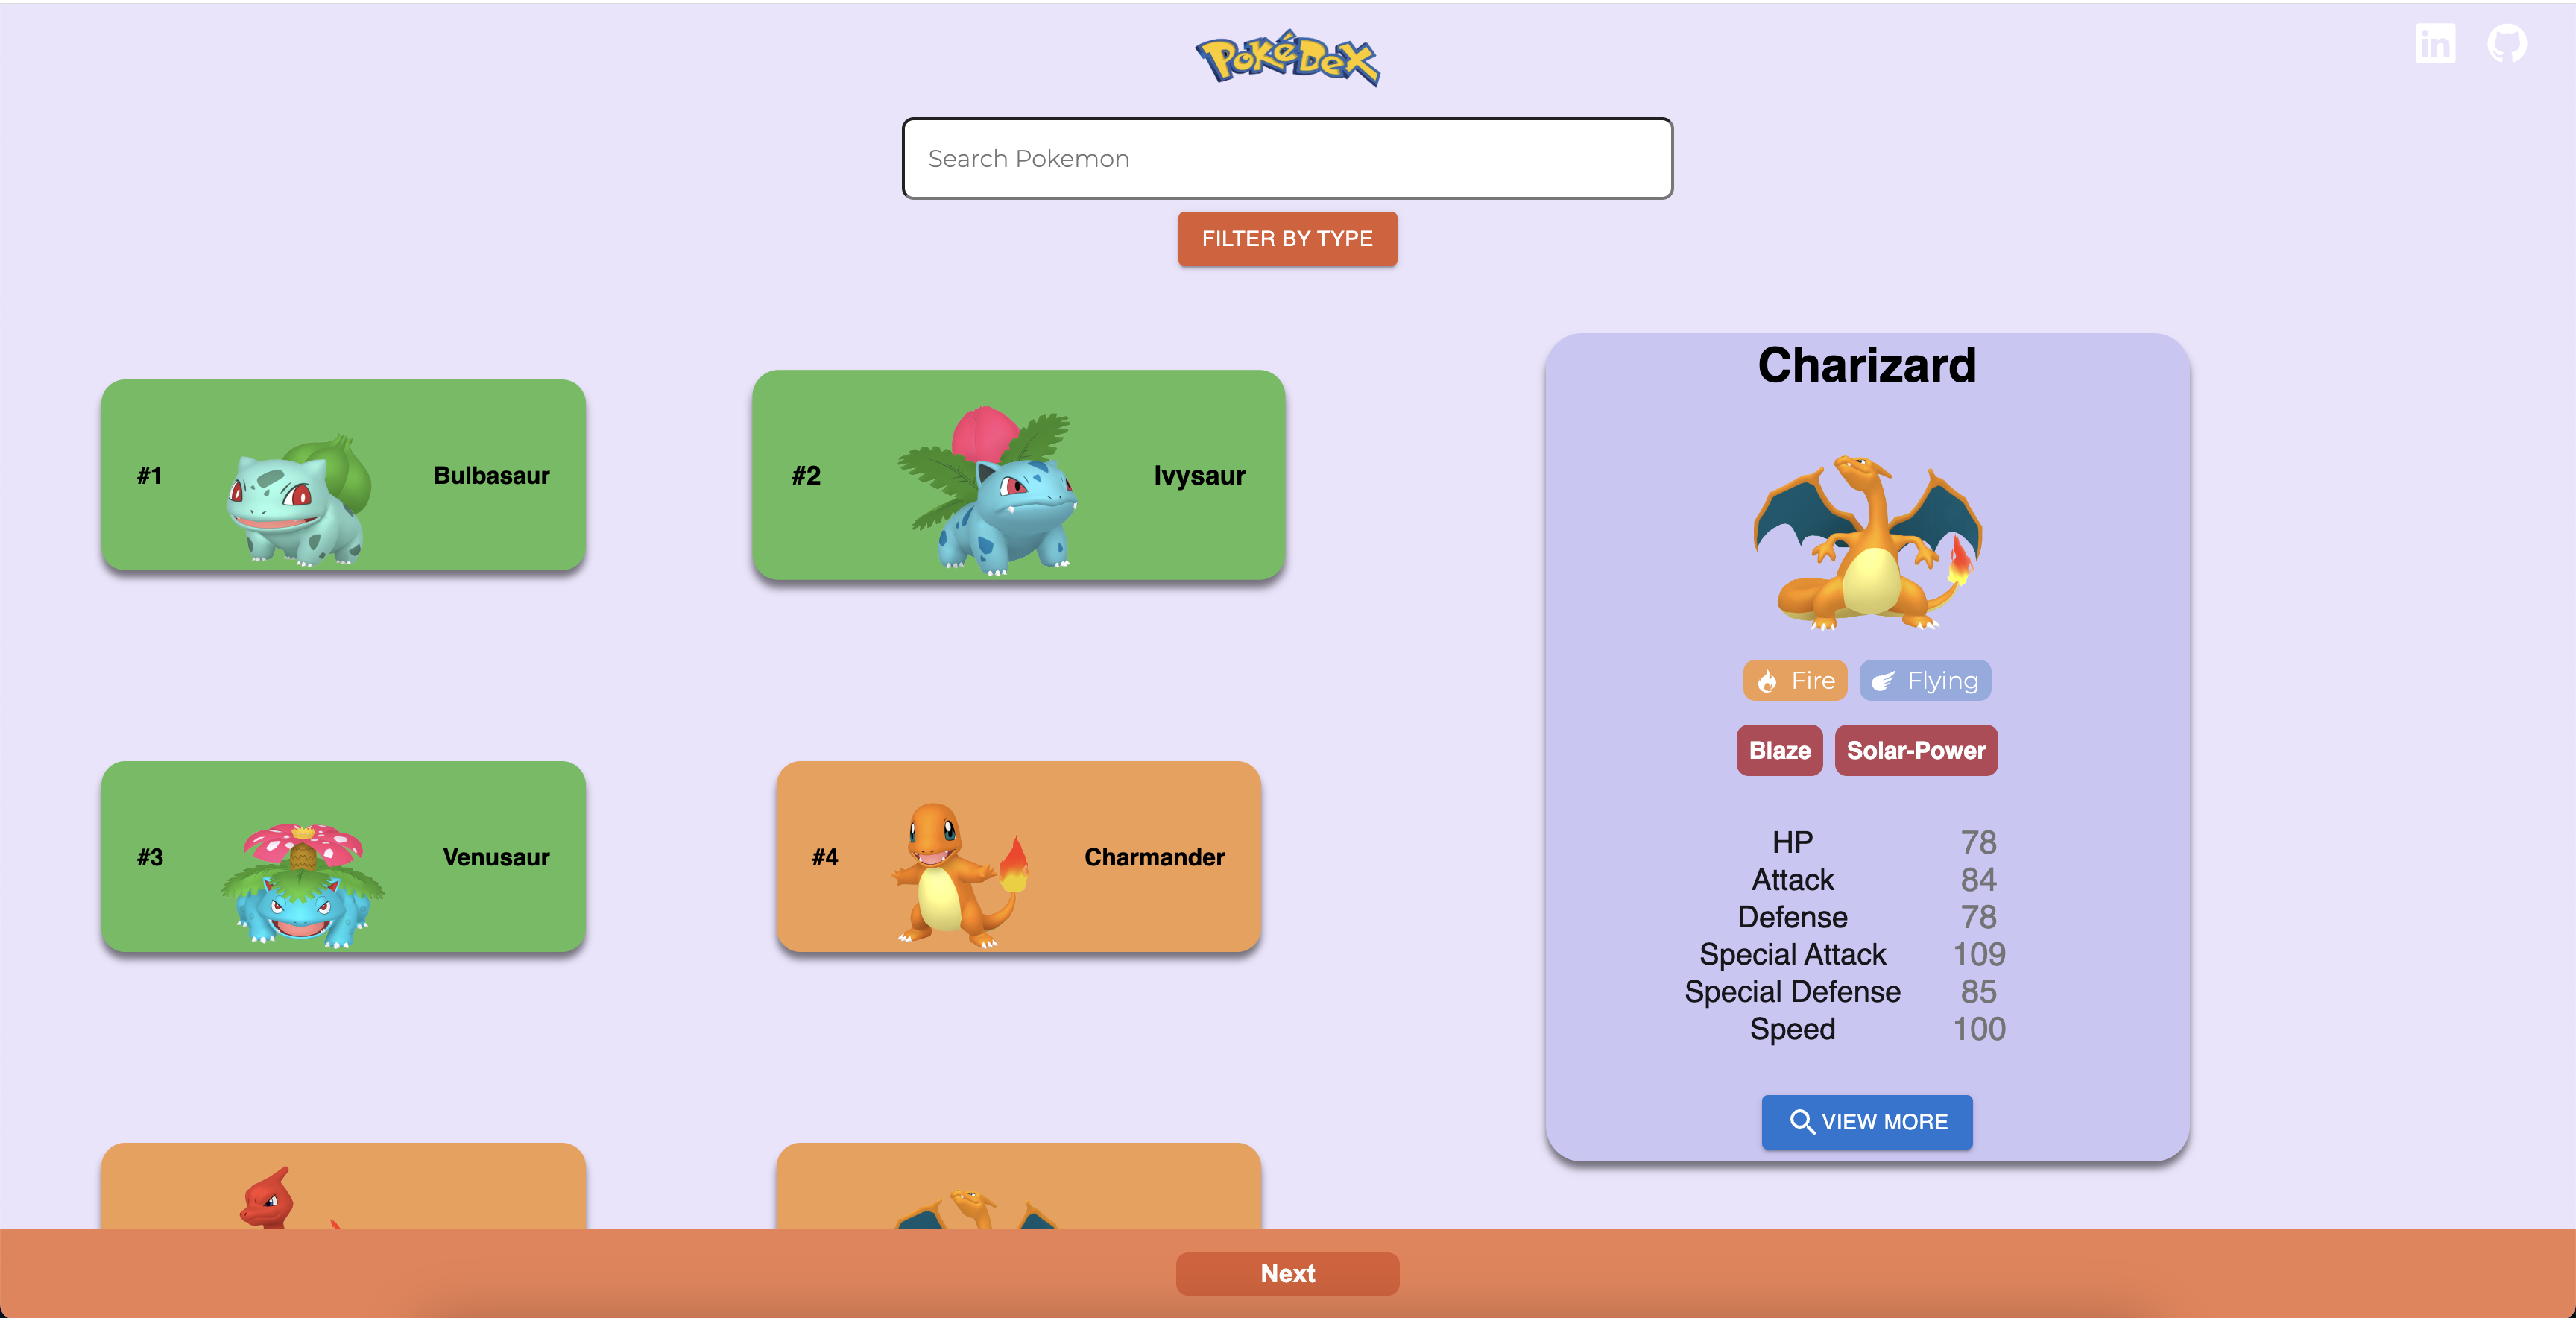 PoKéDeX
in
Search Pokemon
FILTER BY TYPE
#1 Bulbasaur
#2 Ivysaur
#3 Venusaur
#4 Charmander
Charizard
Fire Flying
Blaze Solar-Power
HP 78
Attack 84
Defense 78
Special Attack 109
Special Defense 85
Speed 100
VIEW MORE
Next